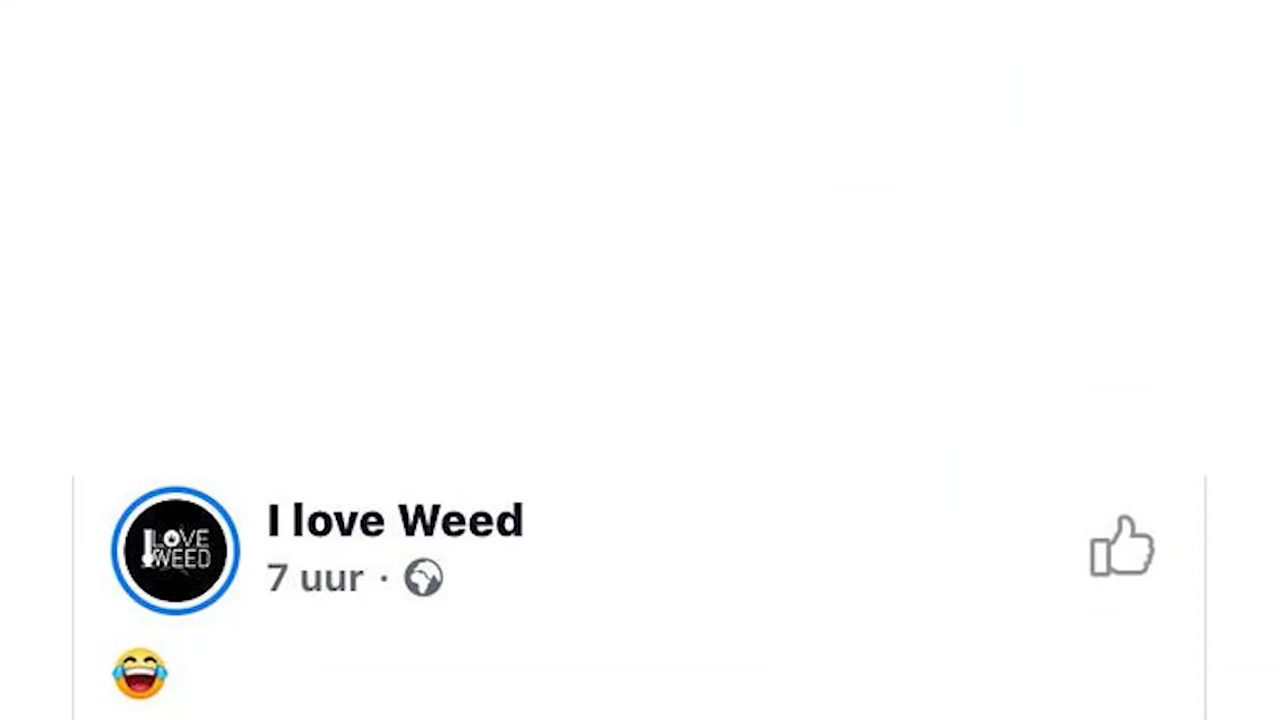 I LOVE
WEED
I love Weed
7 uur ·
😂